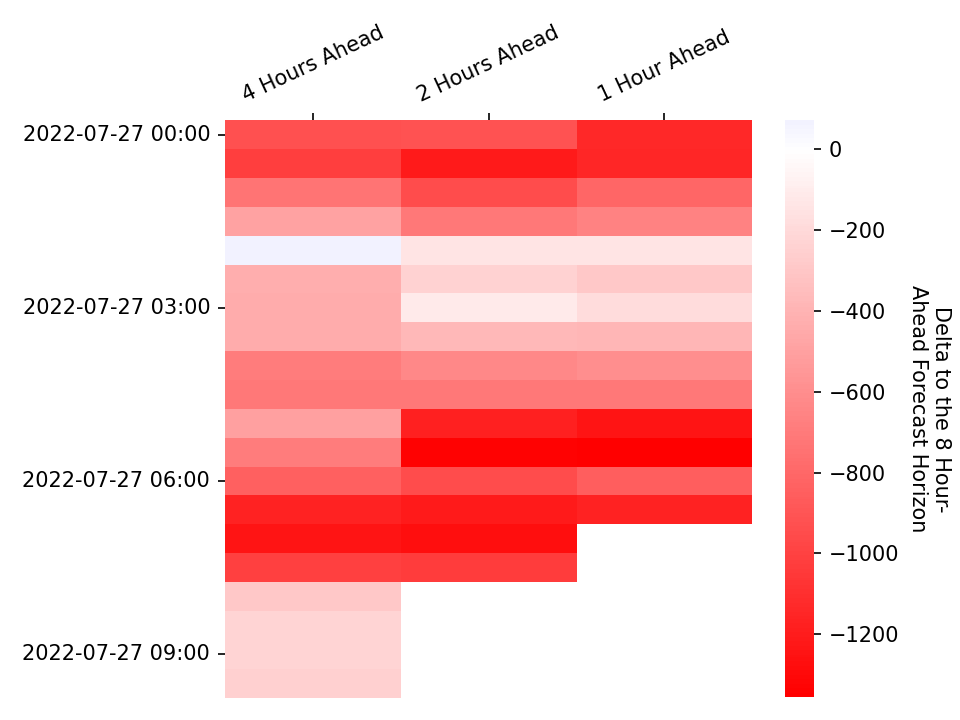 4 Hours Ahead
2 Hours Ahead
1 Hour Ahead
2022-07-27 00:00
2022-07-27 03:00
2022-07-27 06:00
2022-07-27 09:00
0
−200
−400
−600
−800
−1000
−1200
Delta to the 8 Hour-
Ahead Forecast Horizon